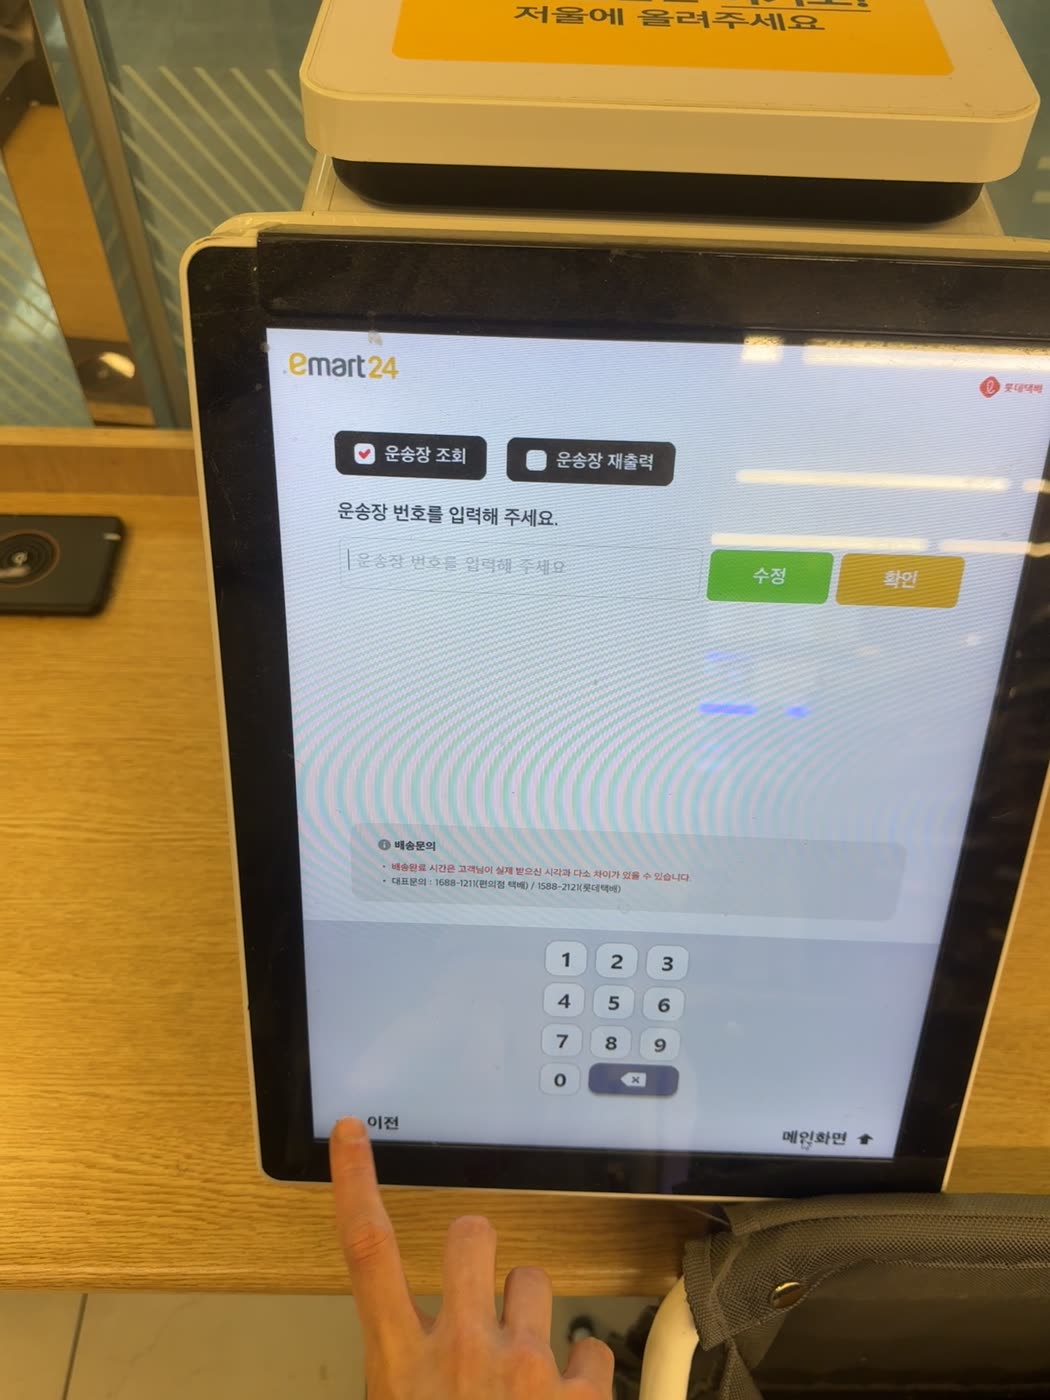 저울에 올려주세요
emart24
롯데택배
운송장 조회
운송장 재출력
운송장 번호를 입력해 주세요.
운송장 번호를 입력해 주세요
수정
확인
배송문의
• 배송완료 시간은 고객님이 실제 받으신 시각과 다소 차이가 있을 수 있습니다.
• 대표문의 : 1688-1211(편의점 택배) / 1588-2121(롯데택배)
1 2 3
4 5 6
7 8 9
0
이전
메인화면